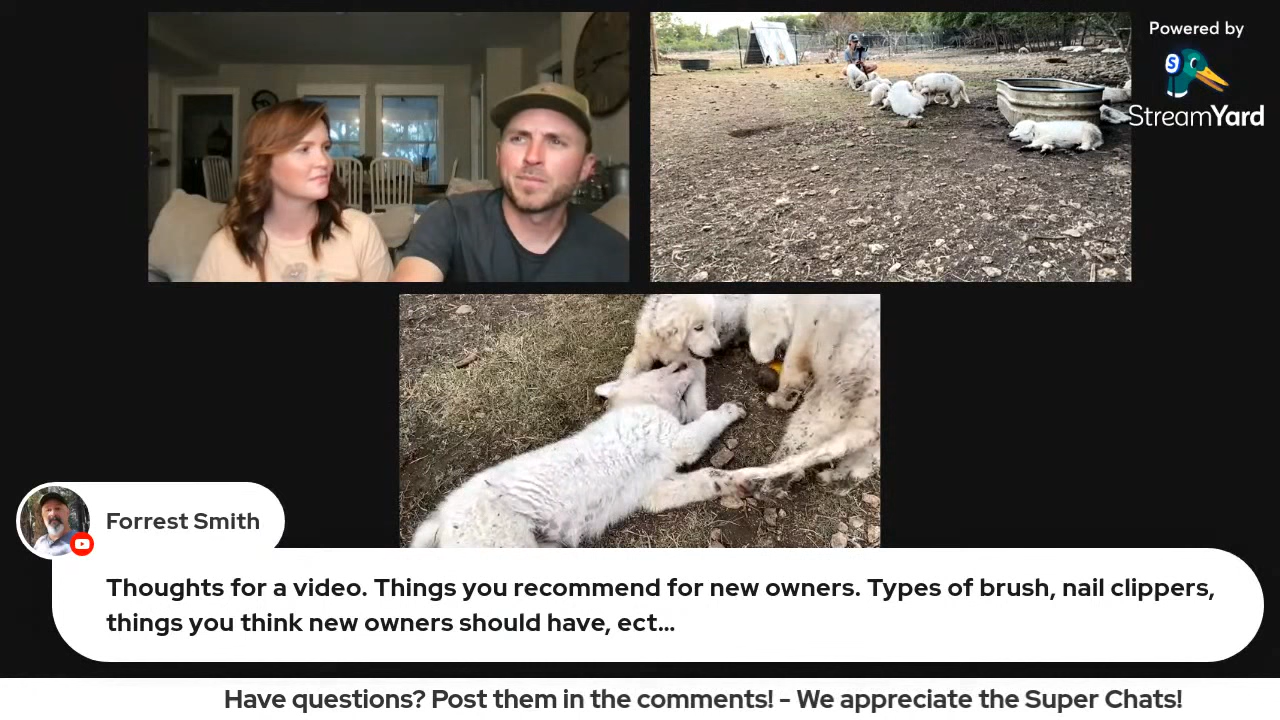 Powered by
S
StreamYard
Forrest Smith
Thoughts for a video. Things you recommend for new owners. Types of brush, nail clippers,
things you think new owners should have, ect...
Have questions? Post them in the comments! - We appreciate the Super Chats!